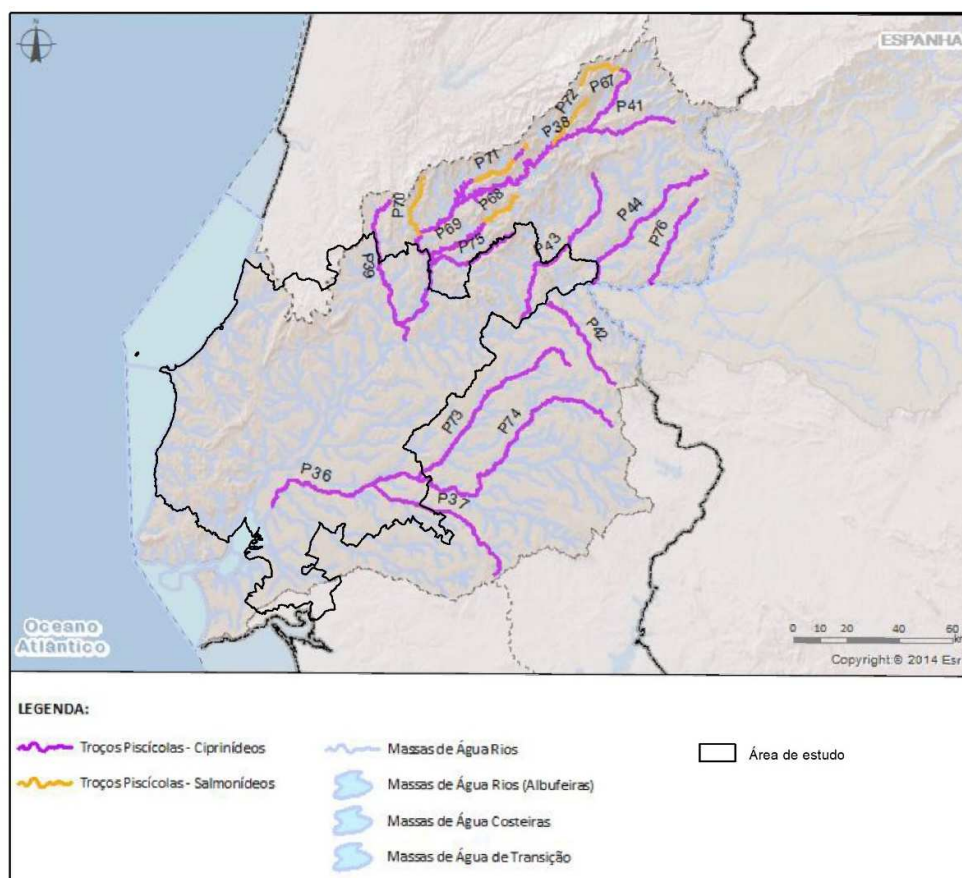 ESPANHA
P72
P67
P41
P38
P71
P70
P68
P44
P69
P75
P43
P76
P39
P42
P73
P74
P36
P37
Oceano
Atlântico
0 10 20 40 60
km
Copyright:© 2014 Esri
LEGENDA:
Troços Piscícolas - Ciprinídeos
Troços Piscícolas - Salmonídeos
Massas de Água Rios
Massas de Água Rios (Albufeiras)
Massas de Água Costeiras
Massas de Água de Transição
Área de estudo